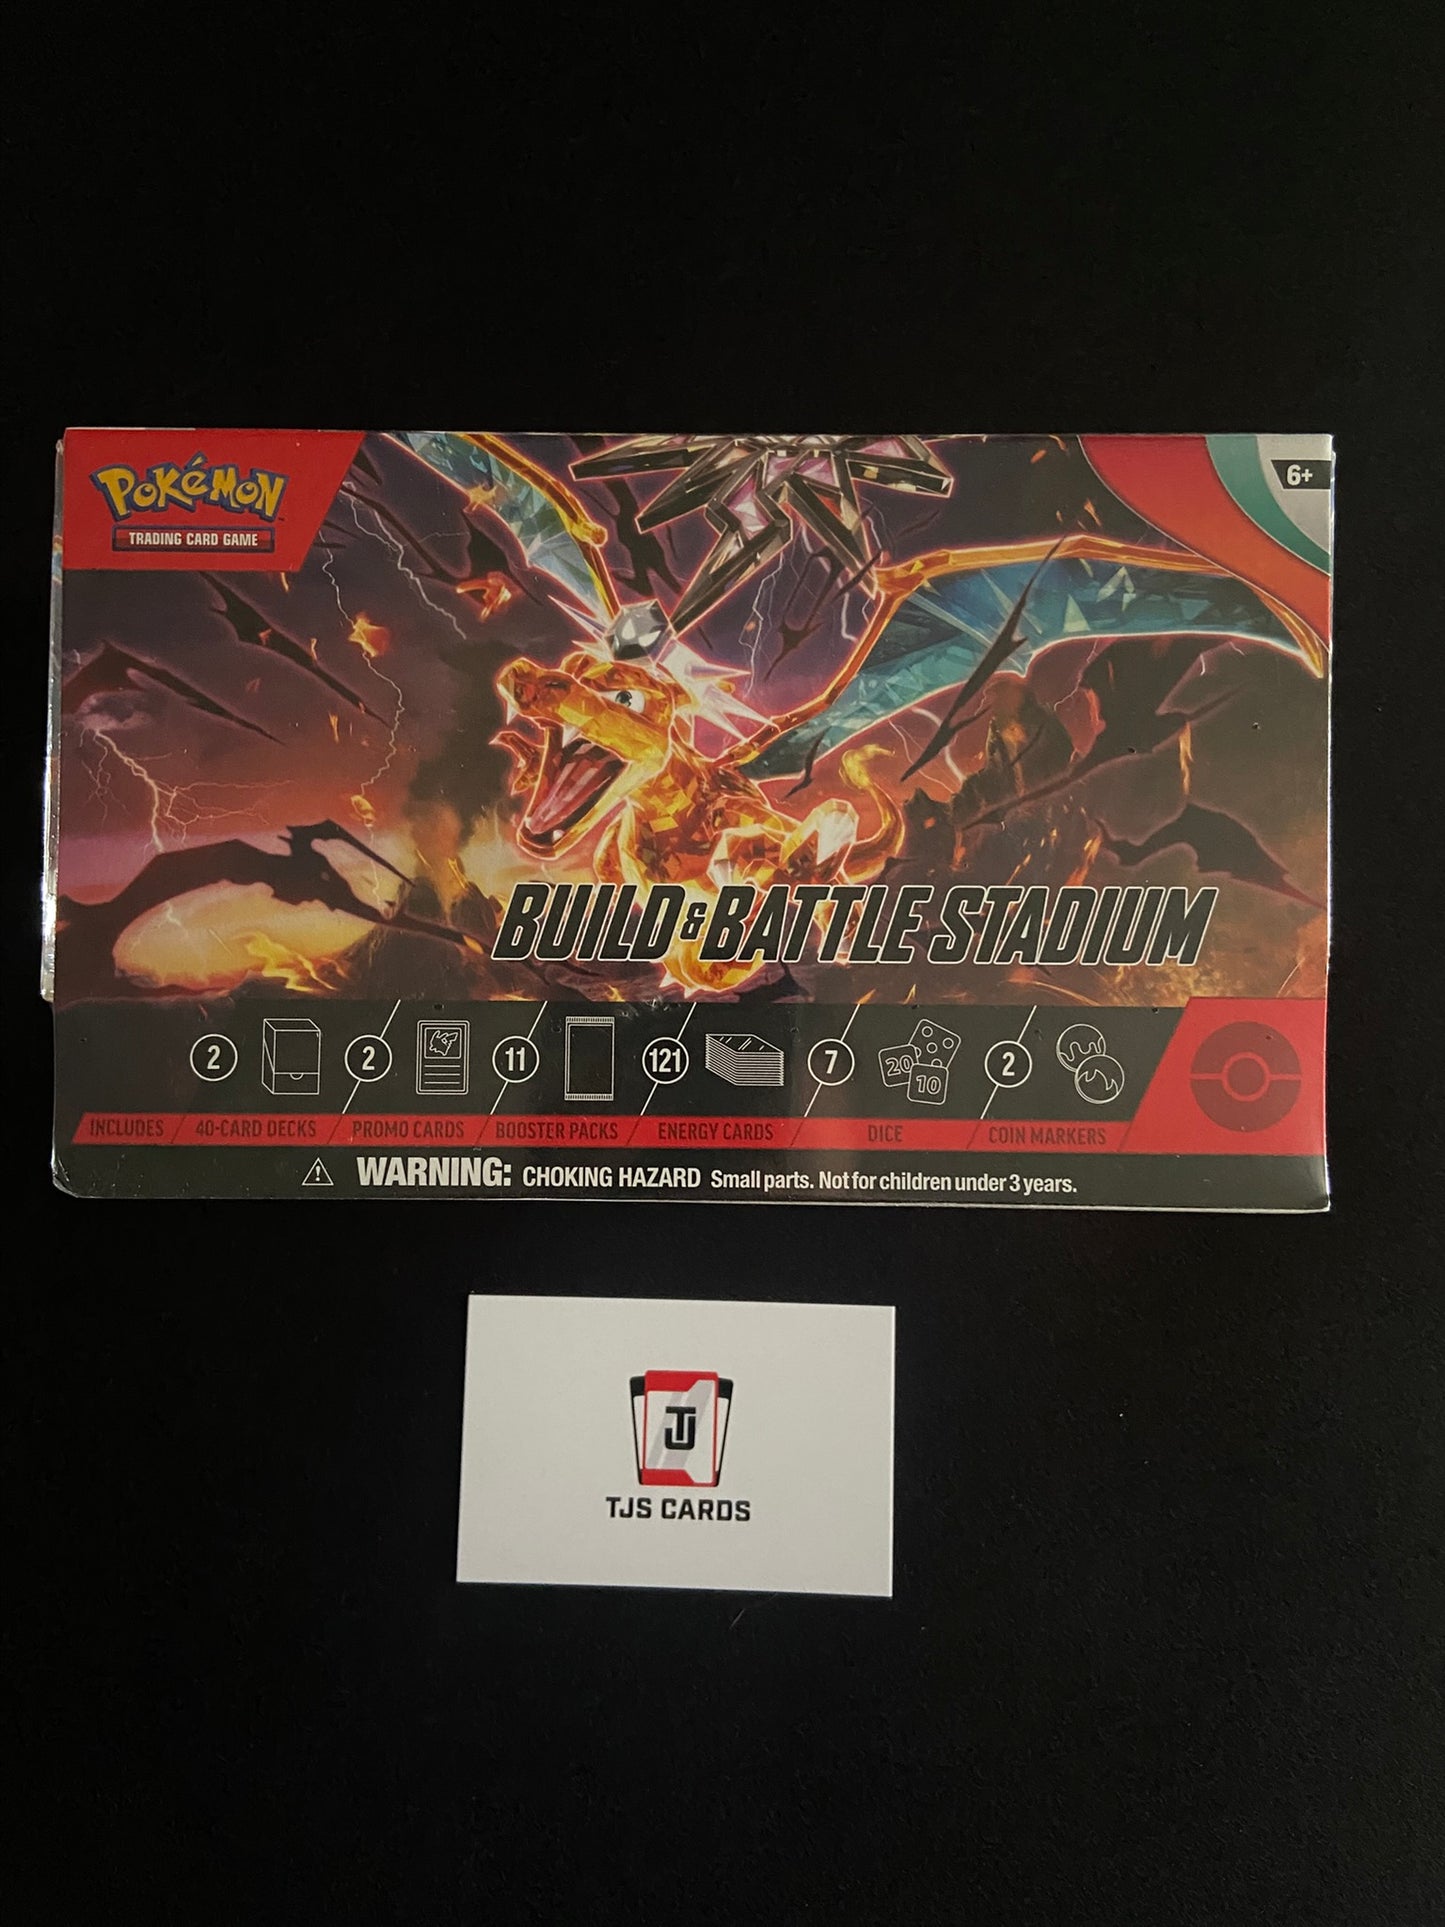 POKéMON
TRADING CARD GAME
6+
BUILD & BATTLE STADIUM
2 2 11 121 7 20 10 2
INCLUDES 40-CARD DECKS PROMO CARDS BOOSTER PACKS ENERGY CARDS DICE COIN MARKERS
WARNING: CHOKING HAZARD Small parts. Not for children under 3 years.
TJ
TJS CARDS